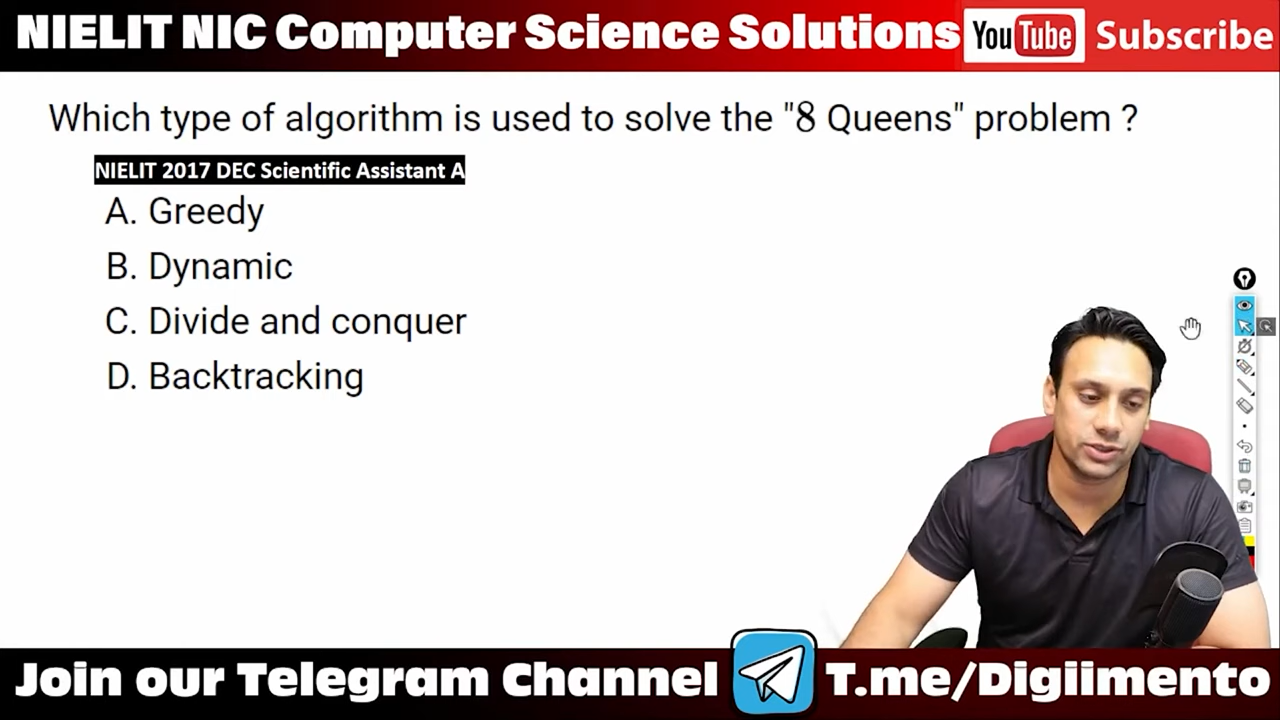 NIELIT NIC Computer Science Solutions YouTube Subscribe
Which type of algorithm is used to solve the "8 Queens" problem ?
NIELIT 2017 DEC Scientific Assistant A
A. Greedy
B. Dynamic
C. Divide and conquer
D. Backtracking
Join our Telegram Channel T.me/Digiimento